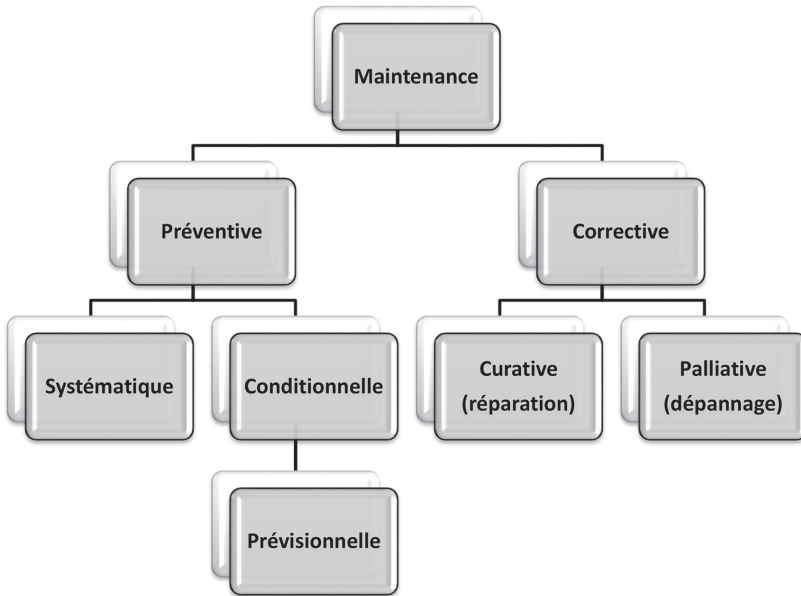 Maintenance
Préventive
Corrective
Systématique
Conditionnelle
Curative
(réparation)
Palliative
(dépannage)
Prévisionnelle